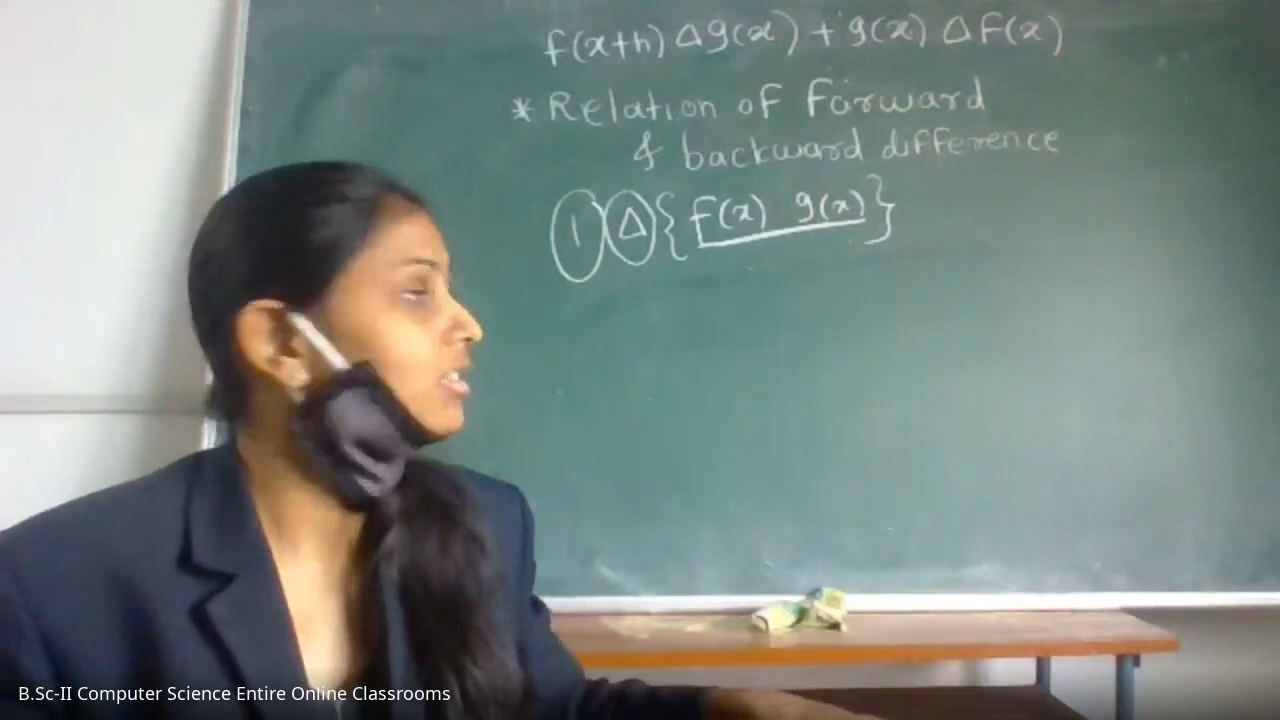 f(x+h) Δg(x) + g(x) Δf(x)
* Relation of Forward
& backward difference
① Δ { f(x) g(x) }
B.Sc-II Computer Science Entire Online Classrooms